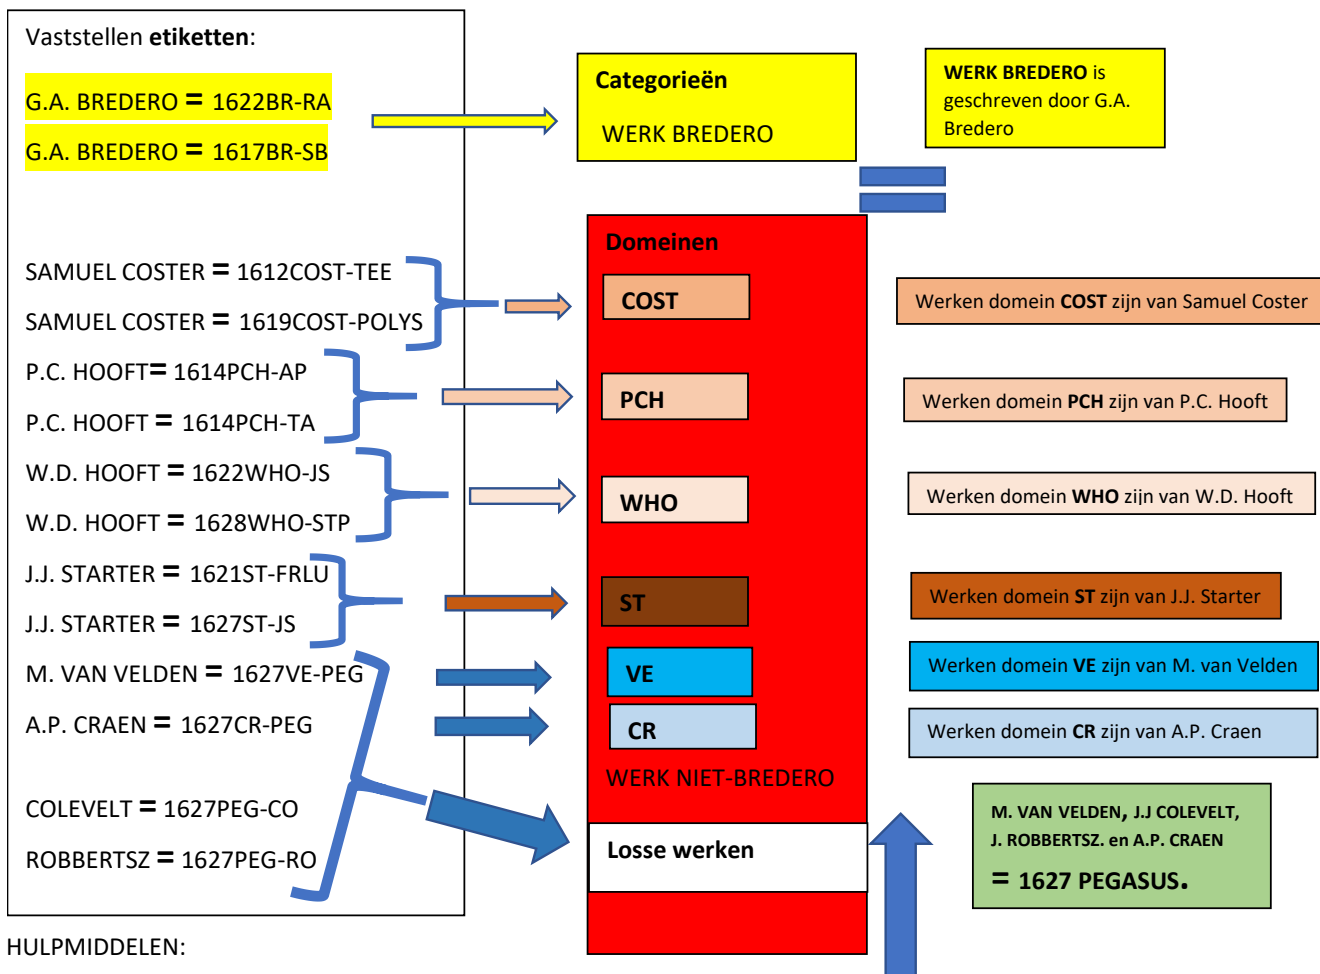 Vaststellen etiketten:
G.A. BREDERO = 1622BR-RA
G.A. BREDERO = 1617BR-SB
SAMUEL COSTER = 1612COST-TEE
SAMUEL COSTER = 1619COST-POLYS
P.C. HOOFT= 1614PCH-AP
P.C. HOOFT = 1614PCH-TA
W.D. HOOFT = 1622WHO-JS
W.D. HOOFT = 1628WHO-STP
J.J. STARTER = 1621ST-FRLU
J.J. STARTER = 1627ST-JS
M. VAN VELDEN = 1627VE-PEG
A.P. CRAEN = 1627CR-PEG
COLEVELT = 1627PEG-CO
ROBBERTSZ = 1627PEG-RO
HULPMIDDELEN:
Categorieën
WERK BREDERO
Domeinen
COST
PCH
WHO
ST
VE
CR
WERK NIET-BREDERO
Losse werken
WERK BREDERO is
geschreven door G.A.
Bredero
Werken domein COST zijn van Samuel Coster
Werken domein PCH zijn van P.C. Hooft
Werken domein WHO zijn van W.D. Hooft
Werken domein ST zijn van J.J. Starter
Werken domein VE zijn van M. van Velden
Werken domein CR zijn van A.P. Craen
M. VAN VELDEN, J.J COLEVELT,
J. ROBBERTSZ. en A.P. CRAEN
= 1627 PEGASUS.